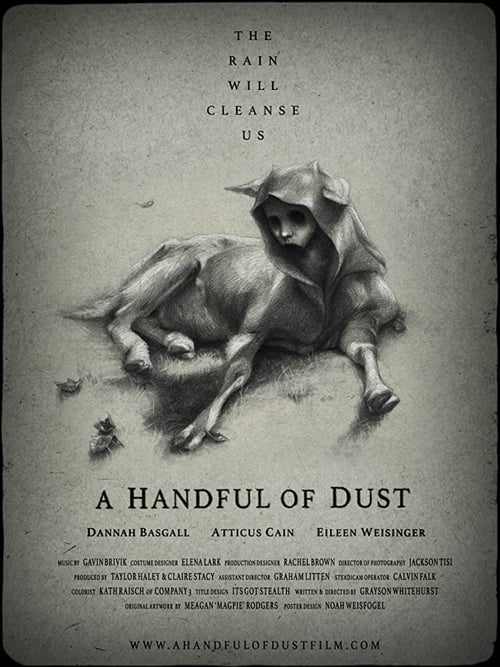 THE
RAIN
WILL
CLEANSE
US
A HANDFUL OF DUST
DANNAH BASGALL ATTICUS CAIN EILEEN WEISINGER
MUSIC BY GAVIN BRIVIK COSTUME DESIGNER ELENA LARK PRODUCTION DESIGNER RACHEL BROWN DIRECTOR OF PHOTOGRAPHY JACKSON TISI
PRODUCED BY TAYLOR HALEY & CLAIRE STACY ASSISTANT DIRECTOR GRAHAM LITTEN STEADICAM OPERATOR CALVIN FALK
COLORIST KATH RAISCH OF COMPANY 3 TITLE DESIGN ITS GOT STEALTH WRITTEN & DIRECTED BY GRAYSON WHITEHURST
ORIGINAL ARTWORK BY MEAGAN 'MAGPIE' RODGERS POSTER DESIGN NOAH WEISFOGEL
WWW.AHANDFULOFDUSTFILM.COM